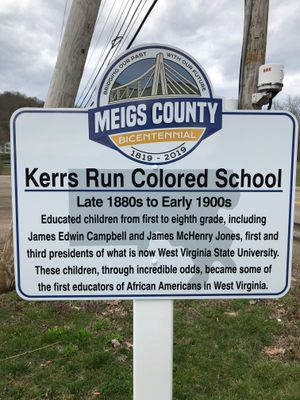 BRIDGING OUR PAST WITH OUR FUTURE
MEIGS COUNTY
BICENTENNIAL
1819 - 2019
Kerrs Run Colored School
Late 1880s to Early 1900s
Educated children from first to eighth grade, including
James Edwin Campbell and James McHenry Jones, first and
third presidents of what is now West Virginia State University.
These children, through incredible odds, became some of
the first educators of African Americans in West Virginia.